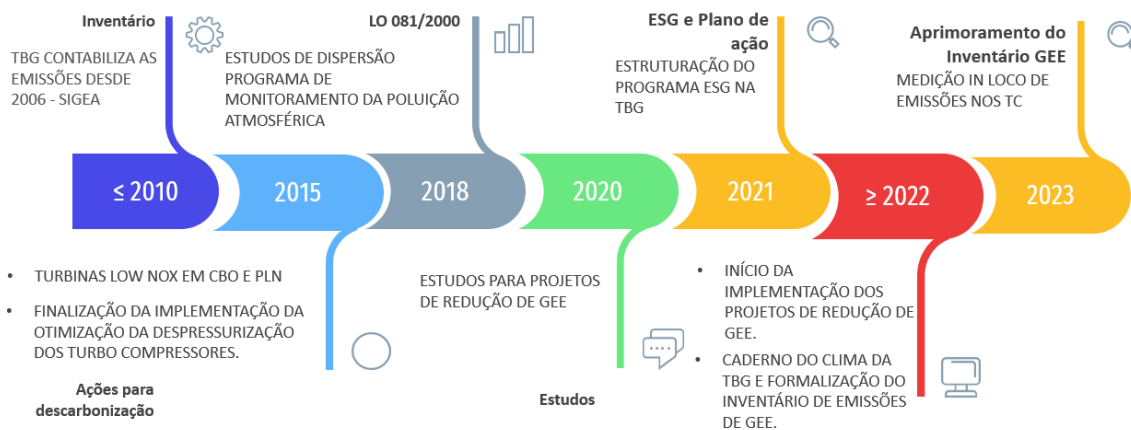 Inventário
TBG CONTABILIZA AS
EMISSÕES DESDE
2006 - SIGEA
LO 081/2000
ESTUDOS DE DISPERSÃO
PROGRAMA DE
MONITORAMENTO DA POLUIÇÃO
ATMOSFÉRICA
ESG e Plano de
ação
ESTRUTURAÇÃO DO
PROGRAMA ESG NA
TBG
Aprimoramento do
Inventário GEE
MEDIÇÃO IN LOCO DE
EMISSÕES NOS TC
≤ 2010
2015
2018
2020
2021
≥ 2022
2023
• TURBINAS LOW NOX EM CBO E PLN
• FINALIZAÇÃO DA IMPLEMENTAÇÃO DA
OTIMIZAÇÃO DA DESPRESSURIZAÇÃO
DOS TURBO COMPRESSORES.
Ações para
descarbonização
ESTUDOS PARA PROJETOS
DE REDUÇÃO DE GEE
Estudos
• INÍCIO DA
IMPLEMENTAÇÃO DOS
PROJETOS DE REDUÇÃO DE
GEE.
• CADERNO DO CLIMA DA
TBG E FORMALIZAÇÃO DO
INVENTÁRIO DE EMISSÕES
DE GEE.